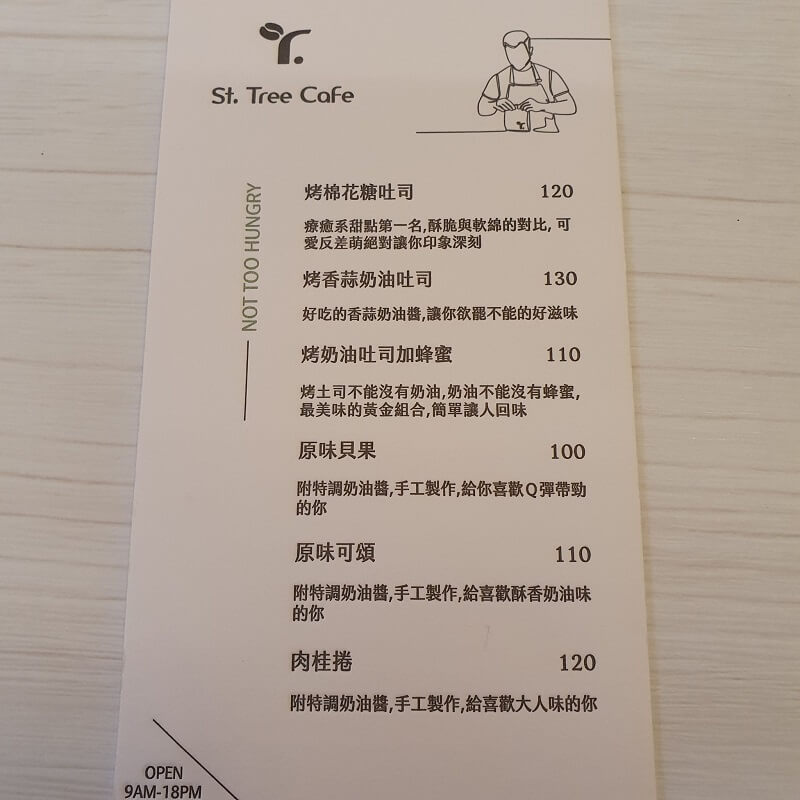 St. Tree Cafe
NOT TOO HUNGRY
烤棉花糖吐司 120
療癒系甜點第一名,酥脆與軟綿的對比, 可
愛反差萌絕對讓你印象深刻
烤香蒜奶油吐司 130
好吃的香蒜奶油醬,讓你欲罷不能的好滋味
烤奶油吐司加蜂蜜 110
烤土司不能沒有奶油,奶油不能沒有蜂蜜,
最美味的黃金組合,簡單讓人回味
原味貝果 100
附特調奶油醬,手工製作,給你喜歡Q彈帶勁
的你
原味可頌 110
附特調奶油醬,手工製作,給喜歡酥香奶油味
的你
肉桂捲 120
附特調奶油醬,手工製作,給喜歡大人味的你
OPEN
9AM-18PM